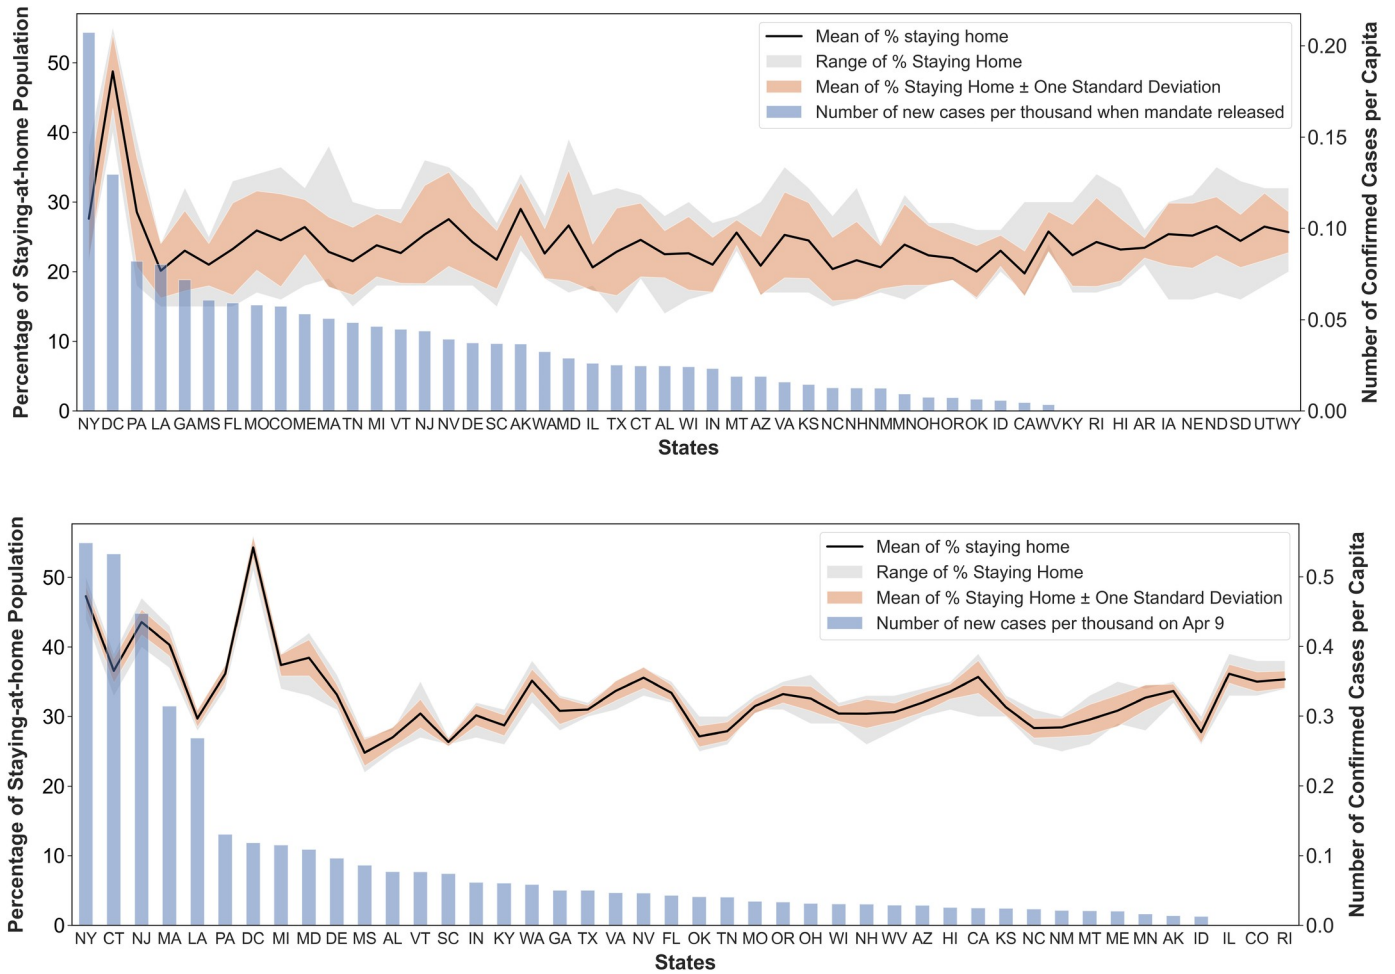 Percentage of Staying-at-home Population
50
40
30
20
10
0
Mean of % staying home
Range of % Staying Home
Mean of % Staying Home ± One Standard Deviation
Number of new cases per thousand when mandate released
0.20
0.15
0.10
0.05
0.00
Number of Confirmed Cases per Capita
NY DC PA LA GA MS FL MO CO ME MA TN MI VT NJ NV DE SC AK WA MD IL TX CT AL WI IN MT AZ VA KS NC NH NM MN OH OR OK ID CA WV KY RI HI AR IA NE ND SD UT WY
States
Percentage of Staying-at-home Population
50
40
30
20
10
0
Mean of % staying home
Range of % Staying Home
Mean of % Staying Home ± One Standard Deviation
Number of new cases per thousand on Apr 9
0.5
0.4
0.3
0.2
0.1
0.0
Number of Confirmed Cases per Capita
NY CT NJ MA LA PA DC MI MD DE MS AL VT SC IN KY WA GA TX VA NV FL OK TN MO OR OH WI NH WV AZ HI CA KS NC NM MT ME MN AK ID IL CO RI
States